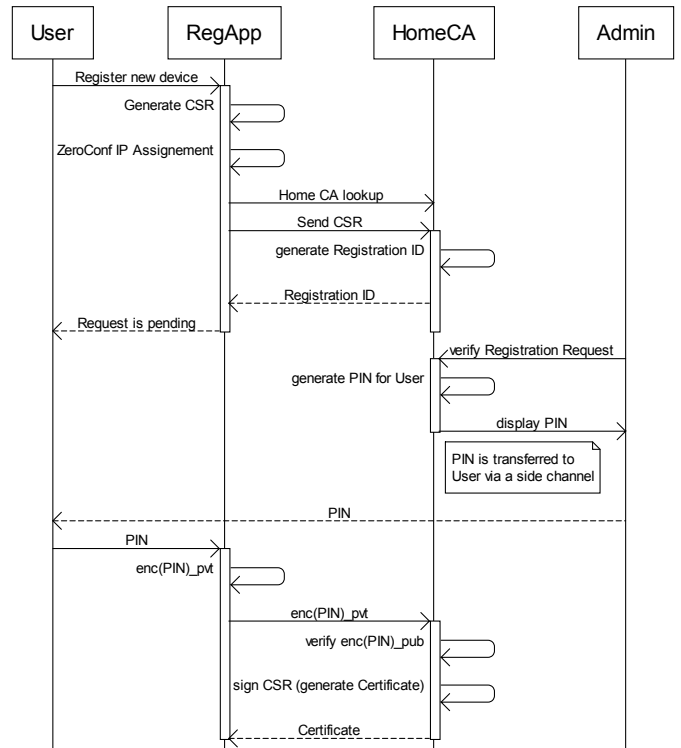 User
RegApp
HomeCA
Admin
Register new device
Generate CSR
ZeroConf IP Assignement
Home CA lookup
Send CSR
generate Registration ID
Registration ID
Request is pending
verify Registration Request
generate PIN for User
display PIN
PIN is transferred to
User via a side channel
PIN
PIN
enc(PIN)_pvt
enc(PIN)_pvt
verify enc(PIN)_pub
sign CSR (generate Certificate)
Certificate